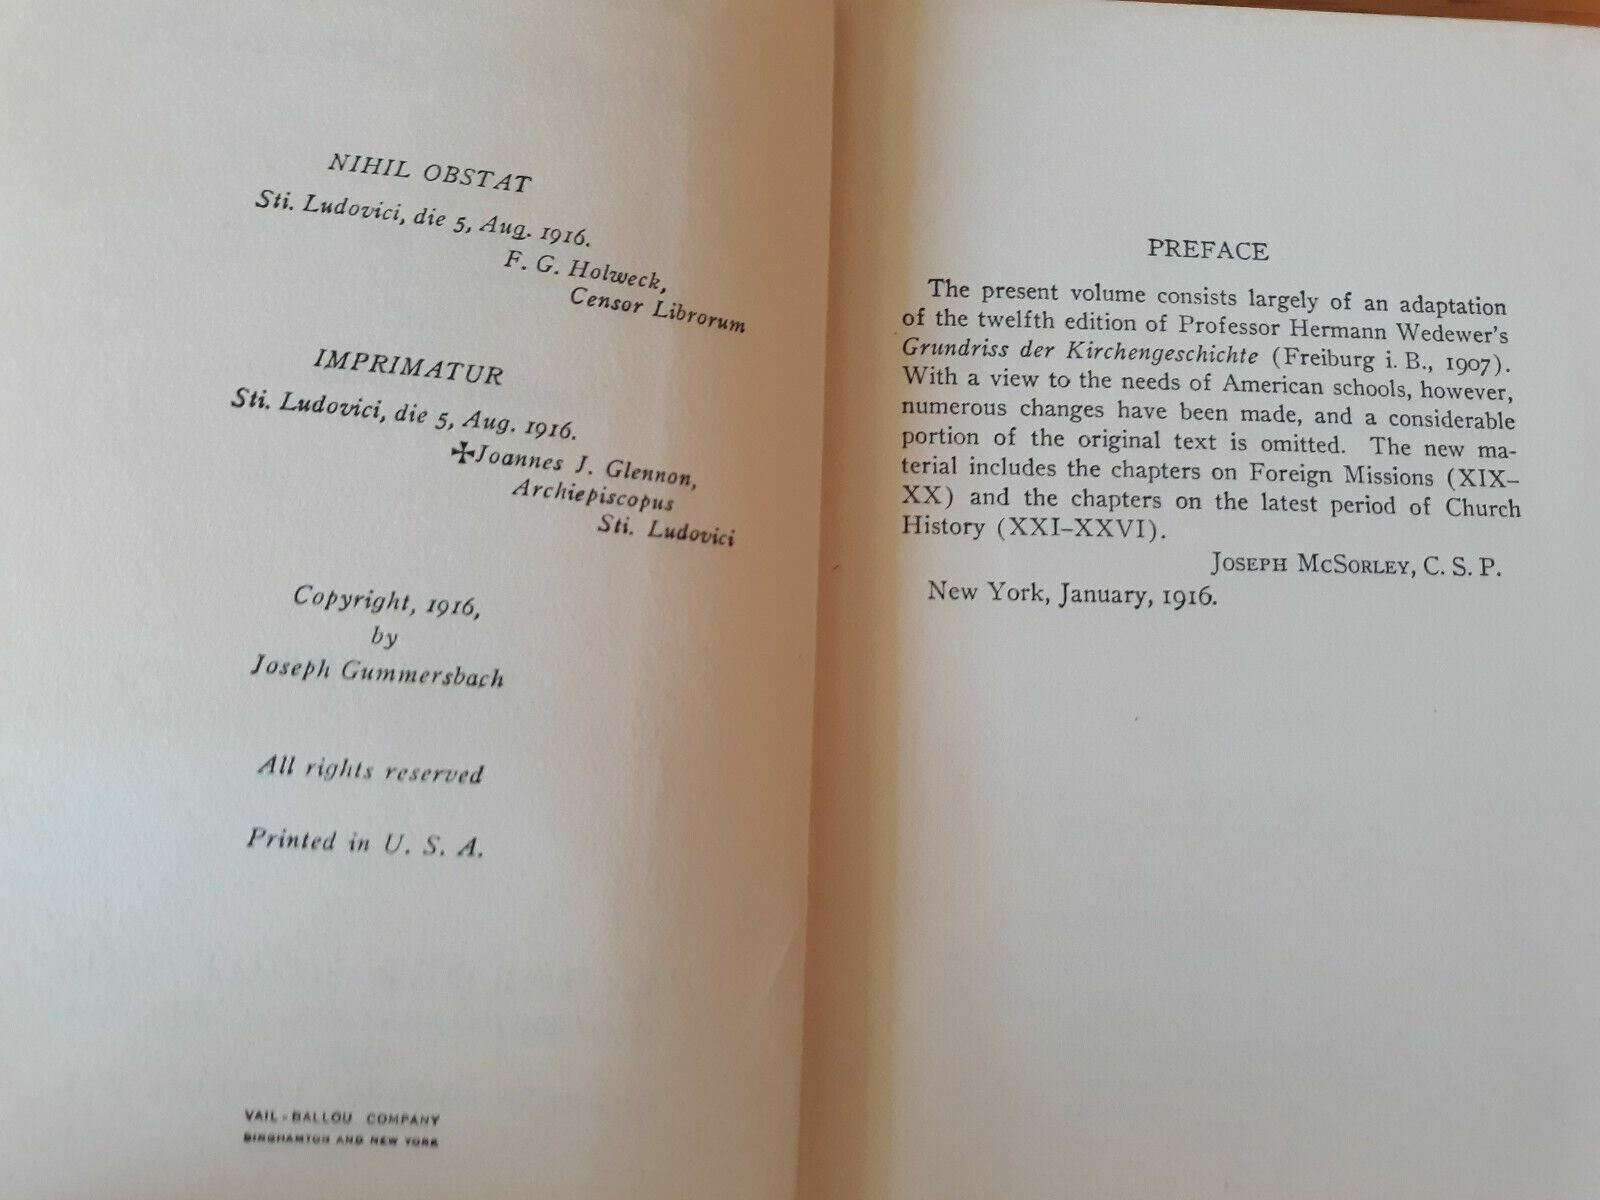 NIHIL OBSTAT
Sti. Ludovici, die 5, Aug. 1916.
F. G. Holweck,
Censor Librorum
IMPRIMATUR
Sti. Ludovici, die 5, Aug. 1916.
✠Joannes J. Glennon,
Archiepiscopus
Sti. Ludovici
Copyright, 1916,
by
Joseph Gummersbach
All rights reserved
Printed in U. S. A.
VAIL-BALLOU COMPANY
BINGHAMTON AND NEW YORK
PREFACE
The present volume consists largely of an adaptation
of the twelfth edition of Professor Hermann Wedewer's
Grundriss der Kirchengeschichte (Freiburg i. B., 1907).
With a view to the needs of American schools, however,
numerous changes have been made, and a considerable
portion of the original text is omitted. The new ma-
terial includes the chapters on Foreign Missions (XIX–
XX) and the chapters on the latest period of Church
History (XXI–XXVI).
JOSEPH MCSORLEY, C. S. P.
New York, January, 1916.